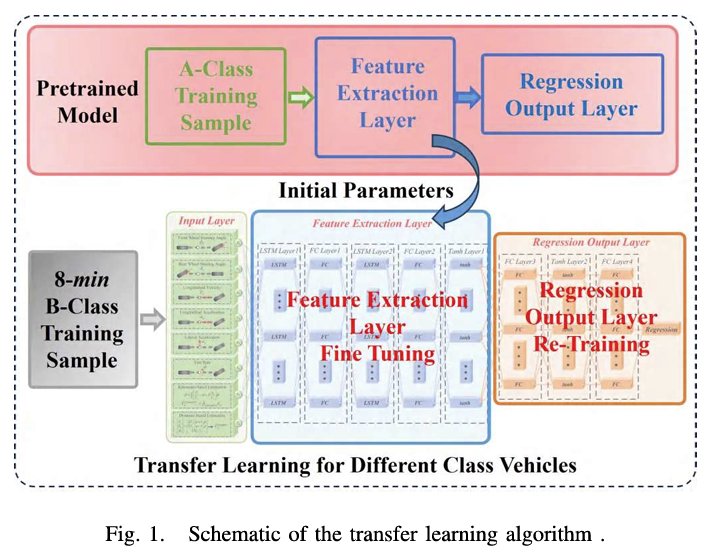 Pretrained
Model
A-Class
Training
Sample
Feature
Extraction
Layer
Regression
Output Layer
Initial Parameters
8-min
B-Class
Training
Sample
Input Layer
Feature Extraction Layer
LSTM Layer1
FC Layer1
LSTM Layer2
FC Layer2
Tanh Layer1
LSTM
FC
LSTM
FC
tanh
LSTM
FC
LSTM
FC
tanh
LSTM
FC
LSTM
FC
tanh
Feature Extraction
Layer
Fine Tuning
Regression Output Layer
FC Layer3
Tanh Layer2
FC Layer4
FC
tanh
FC
FC
tanh
FC
FC
tanh
FC
Regression
Regression
Output Layer
Re-Training
Transfer Learning for Different Class Vehicles
Fig. 1. Schematic of the transfer learning algorithm .